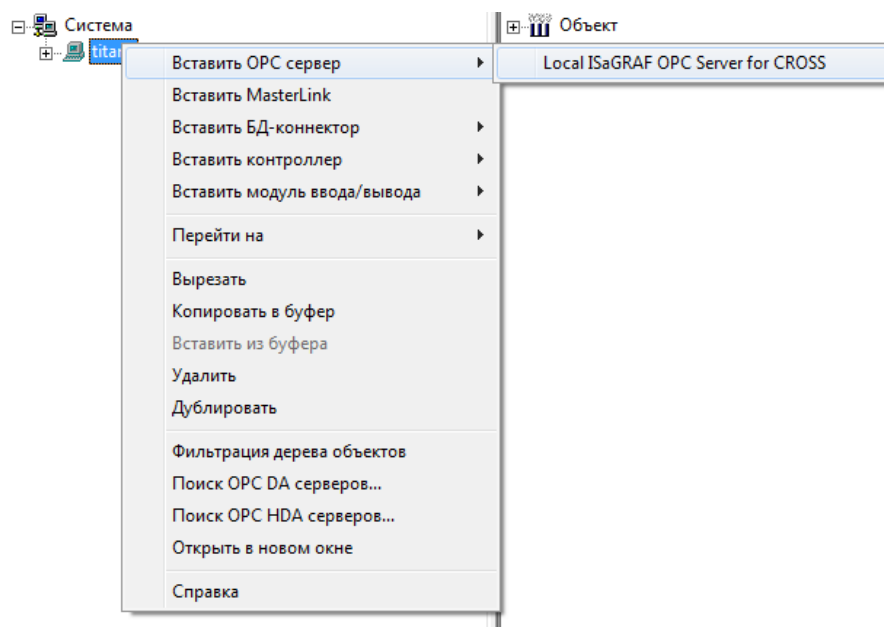 Система
Объект
Вставить OPC сервер
Local ISaGRAF OPC Server for CROSS
Вставить MasterLink
Вставить БД-коннектор
Вставить контроллер
Вставить модуль ввода/вывода
Перейти на
Вырезать
Копировать в буфер
Вставить из буфера
Удалить
Дублировать
Фильтрация дерева объектов
Поиск OPC DA серверов...
Поиск OPC HDA серверов...
Открыть в новом окне
Справка